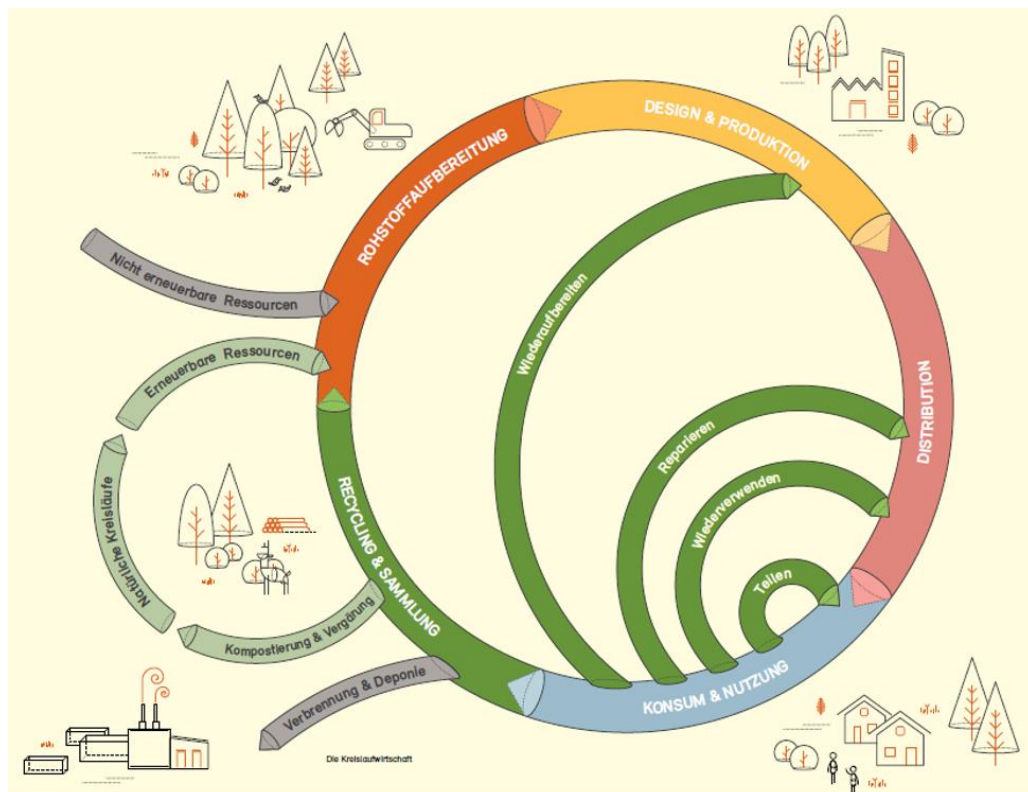 DESIGN & PRODUKTION
ROHSTOFFAUFBEREITUNG
Nicht erneuerbare Ressourcen
Wiederaufbereiten
Erneuerbare Ressourcen
DISTRIBUTION
Reparieren
Wiederverwenden
Natürliche Kreisläufe
RECYCLING & SAMMLUNG
Teilen
Kompostierung & Vergärung
KONSUM & NUTZUNG
Verbrennung & Deponie
Die Kreislaufwirtschaft